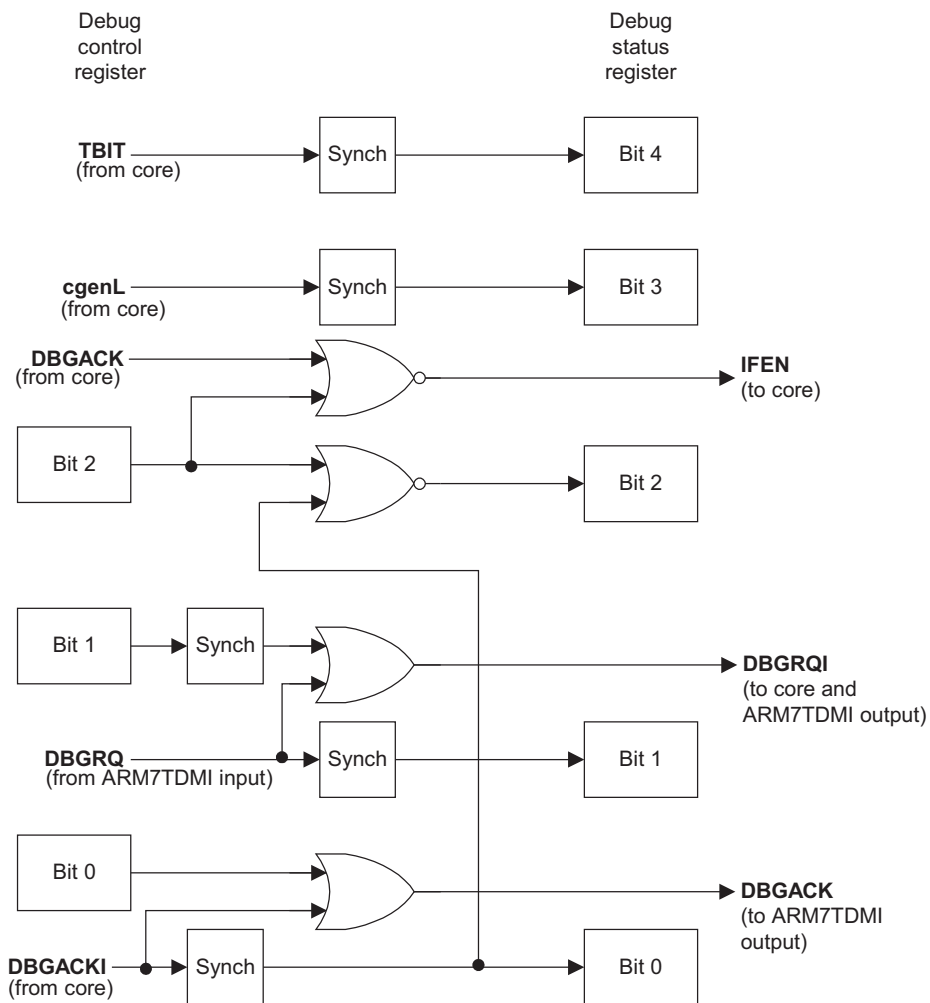 Debug
control
register
Debug
status
register
TBIT
(from core)
Synch
Bit 4
cgenL
(from core)
Synch
Bit 3
DBGACK
(from core)
IFEN
(to core)
Bit 2
Bit 2
Bit 1
Synch
DBGRQI
(to core and
ARM7TDMI output)
DBGRQ
(from ARM7TDMI input)
Synch
Bit 1
Bit 0
DBGACK
(to ARM7TDMI
output)
DBGACKI
(from core)
Synch
Bit 0